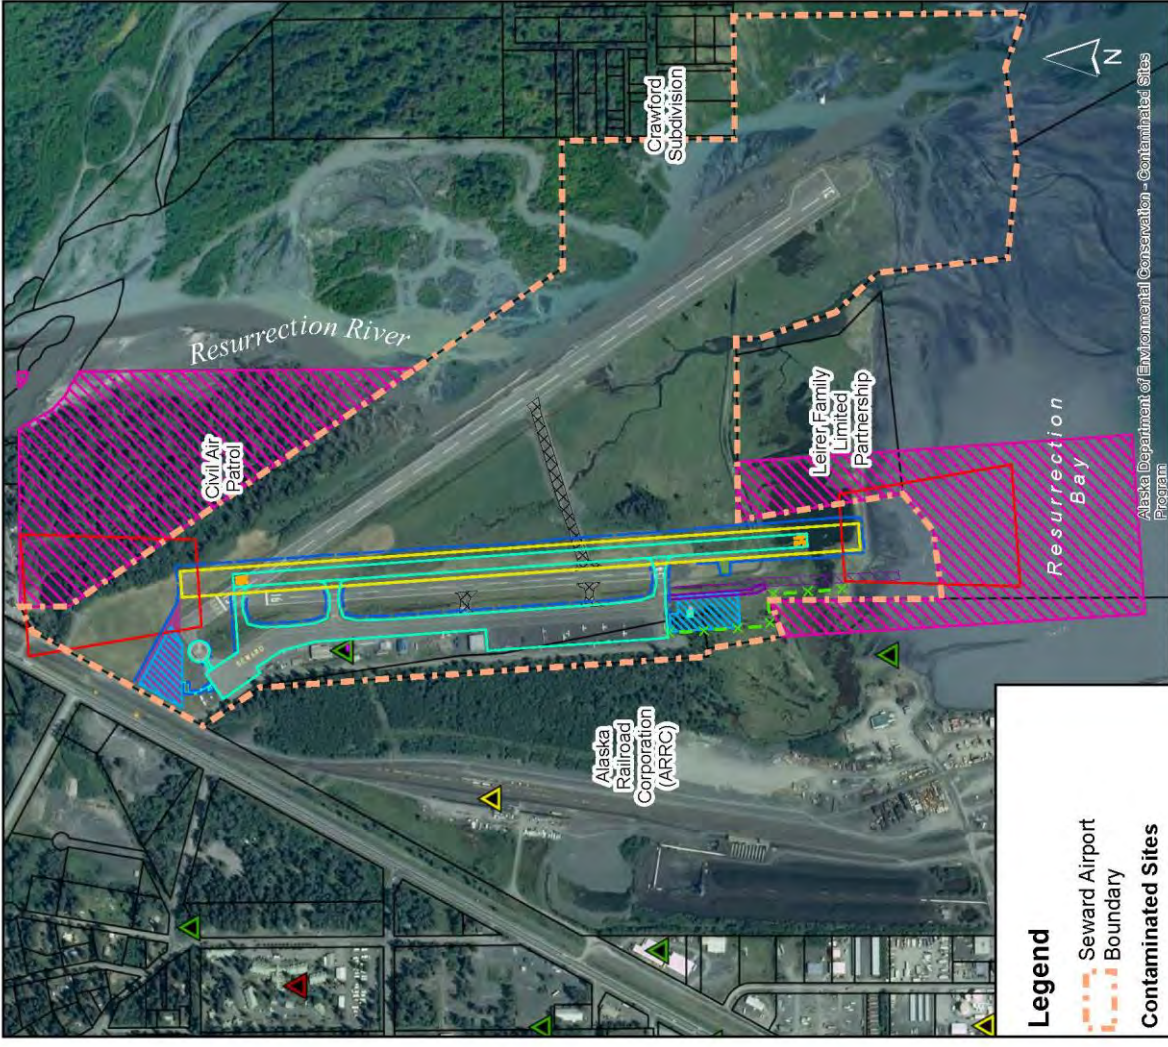 Resurrection River
Civil Air
Patrol
Crawford
Subdivision
SEWARD
Leirer Family
Limited
Partnership
Alaska
Railroad
Corporation
(ARRC)
Resurrection
Bay
N
Alaska Department of Environmental Conservation - Contaminated Sites
Program
Legend
Seward Airport
Boundary
Contaminated Sites